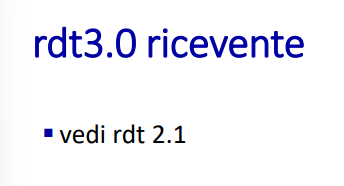 rdt3.0 ricevente
▪ vedi rdt 2.1